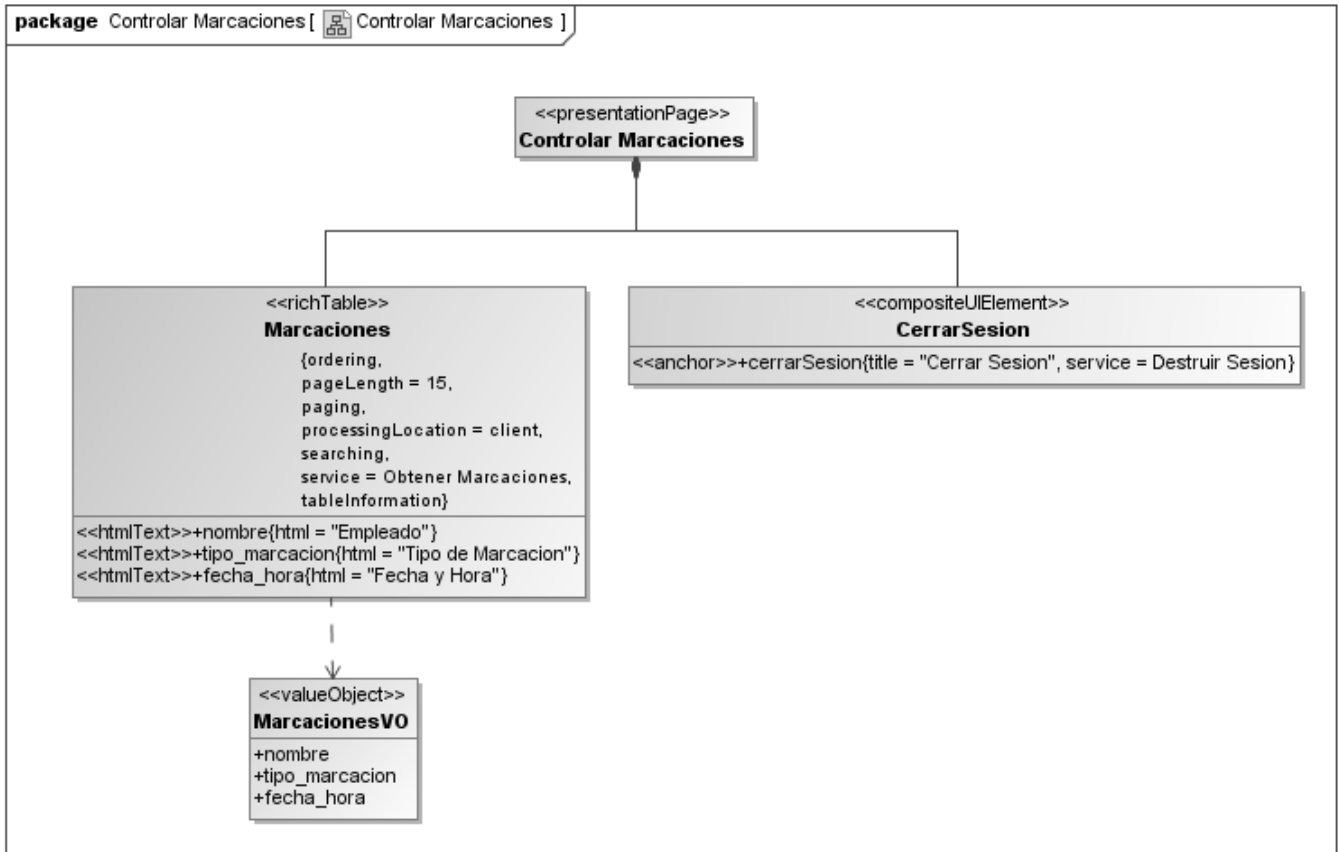 package Controlar Marcaciones [ Controlar Marcaciones ]
<<presentationPage>>
Controlar Marcaciones
<<richTable>>
Marcaciones
{ordering,
pageLength = 15,
paging,
processingLocation = client,
searching,
service = Obtener Marcaciones,
tableInformation}
<<htmlText>>+nombre{html = "Empleado"}
<<htmlText>>+tipo_marcacion{html = "Tipo de Marcacion"}
<<htmlText>>+fecha_hora{html = "Fecha y Hora"}
<<compositeUIElement>>
CerrarSesion
<<anchor>>+cerrarSesion{title = "Cerrar Sesion", service = Destruir Sesion}
<<valueObject>>
MarcacionesVO
+nombre
+tipo_marcacion
+fecha_hora